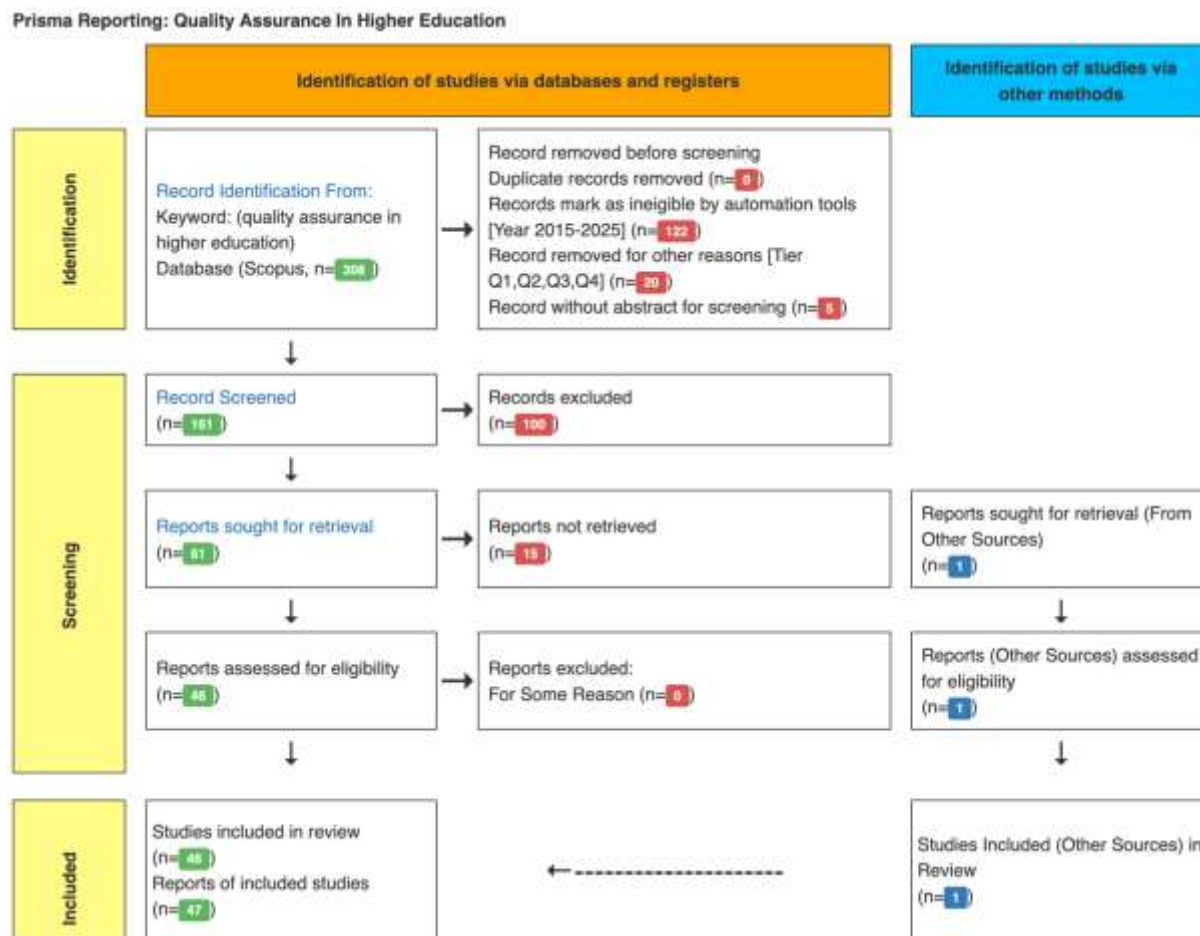 Prisma Reporting: Quality Assurance In Higher Education
Identification of studies via databases and registers
Identification of studies via
other methods
Identification
Record Identification From:
Keyword: (quality assurance in
higher education)
Database (Scopus, n=308)
Record removed before screening
Duplicate records removed (n=0)
Records mark as ineigible by automation tools
[Year 2015-2025] (n=122)
Record removed for other reasons [Tier
Q1,Q2,Q3,Q4] (n=20)
Record without abstract for screening (n=5)
Screening
Record Screened
(n=161)
Records excluded
(n=100)
Reports sought for retrieval
(n=61)
Reports not retrieved
(n=15)
Reports sought for retrieval (From
Other Sources)
(n=1)
Reports assessed for eligibility
(n=46)
Reports excluded:
For Some Reason (n=0)
Reports (Other Sources) assessed
for eligibility
(n=1)
Included
Studies included in review
(n=46)
Reports of included studies
(n=47)
Studies Included (Other Sources) in
Review
(n=1)